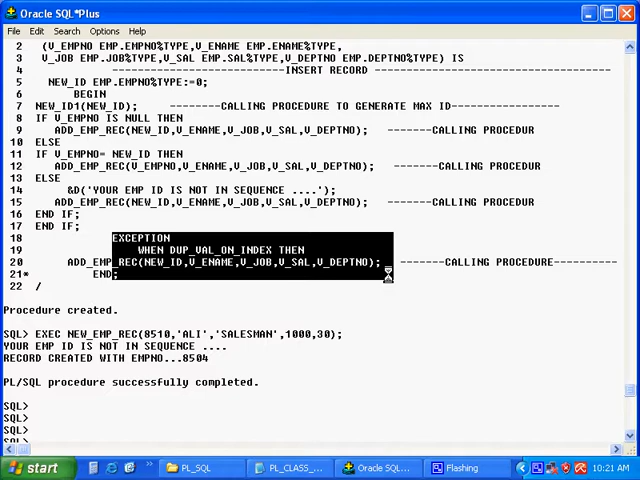 Oracle SQL*Plus
File Search Options Help
2 (V_EMPNO EMP.EMPNO%TYPE,V_ENAME EMP.ENAME%TYPE,
3 V_JOB EMP.JOB%TYPE,V_SAL EMP.SAL%TYPE,V_DEPTNO EMP.DEPTNO%TYPE) IS
4 ---------------------------INSERT RECORD --------------------------------------
5 NEW_ID EMP.EMPNO%TYPE:=0;
6 BEGIN
7 NEW_ID1(NEW_ID); --------CALLING PROCEDURE TO GENERATE MAX ID-------------------------
8 IF V_EMPNO IS NULL THEN
9 ADD_EMP_REC(NEW_ID,V_ENAME,V_JOB,V_SAL,V_DEPTNO); -------CALLING PROCEDUR
10 ELSE
11 IF V_EMPNO= NEW_ID THEN
12 ADD_EMP_REC(V_EMPNO,V_ENAME,V_JOB,V_SAL,V_DEPTNO); -------CALLING PROCEDUR
13 ELSE
14 &D('YOUR EMP ID IS NOT IN SEQUENCE ....');
15 ADD_EMP_REC(NEW_ID,V_ENAME,V_JOB,V_SAL,V_DEPTNO); -------CALLING PROCEDUR
16 END IF;
17 END IF;
18 EXCEPTION
19 WHEN DUP_VAL_ON_INDEX THEN
20 ADD_EMP_REC(NEW_ID,V_ENAME,V_JOB,V_SAL,V_DEPTNO); -------CALLING PROCEDURE----------
21* END;
22 /
Procedure created.
SQL> EXEC NEW_EMP_REC(8510,'ALI','SALESMAN',1000,30);
YOUR EMP ID IS NOT IN SEQUENCE ....
RECORD CREATED WITH EMPNO...8504
PL/SQL procedure successfully completed.
SQL>
SQL>
SQL>
SQL>
start PL_SQL PL_CLASS_... Oracle SQL... Flashing 10:21 AM